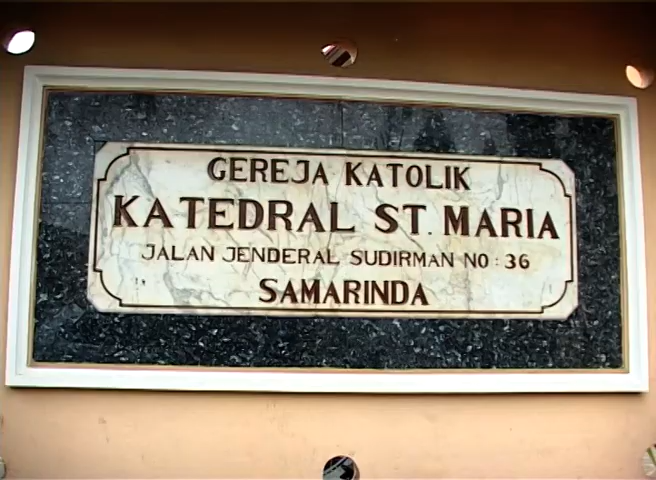 GEREJA KATOLIK
KATEDRAL ST. MARIA
JALAN JENDERAL SUDIRMAN NO : 36
SAMARINDA